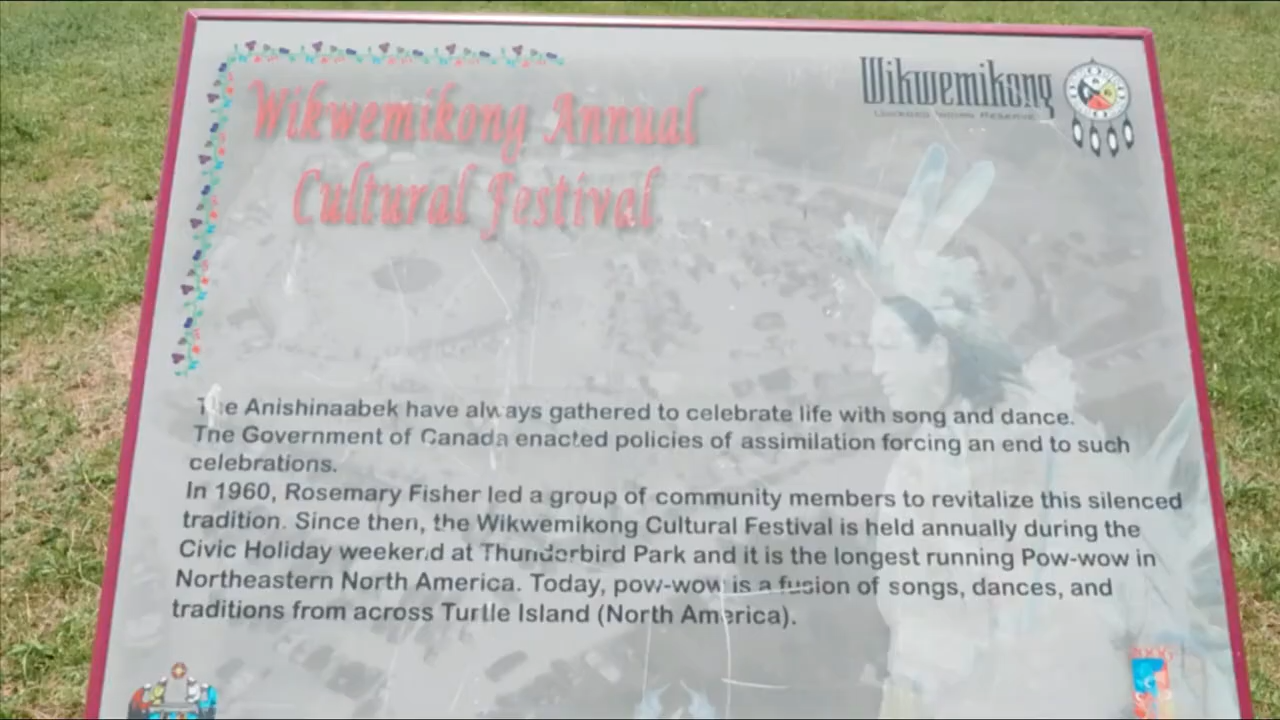 Wikwemikong Annual
Cultural Festival
Wikwemikong
Unceded Indian Reserve
The Anishinaabek have always gathered to celebrate life with song and dance.
The Government of Canada enacted policies of assimilation forcing an end to such
celebrations.
In 1960, Rosemary Fisher led a group of community members to revitalize this silenced
tradition. Since then, the Wikwemikong Cultural Festival is held annually during the
Civic Holiday weekend at Thunderbird Park and it is the longest running Pow-wow in
Northeastern North America. Today, pow-wow is a fusion of songs, dances, and
traditions from across Turtle Island (North America).